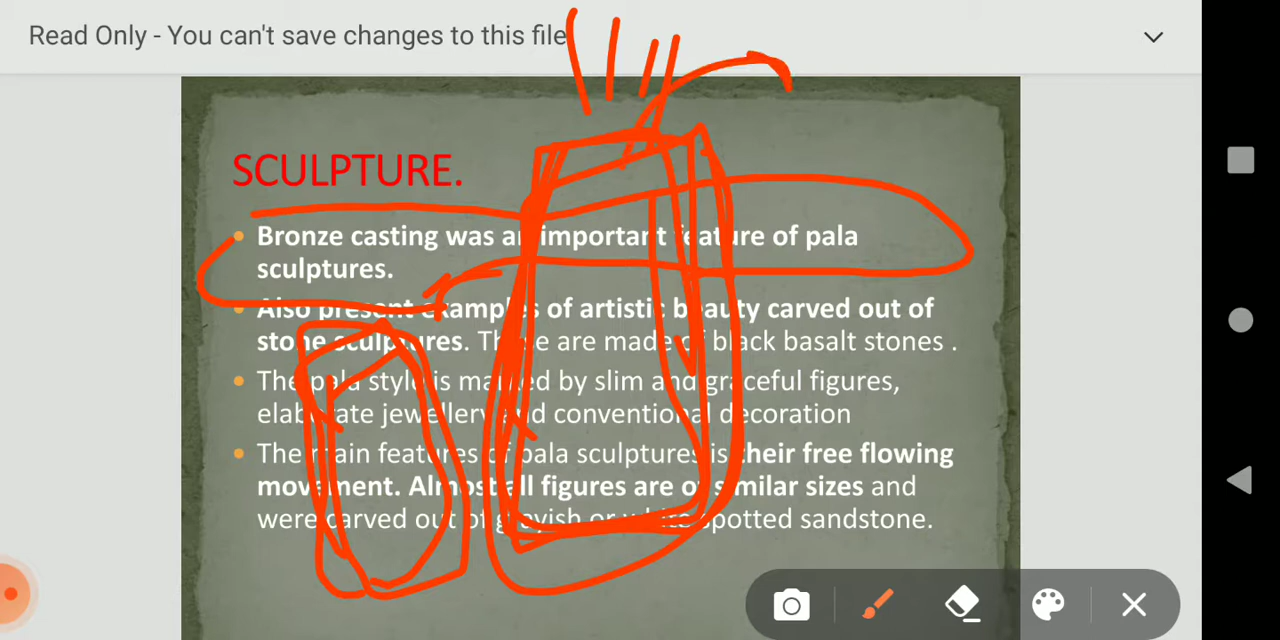 Read Only - You can't save changes to this file
SCULPTURE.
Bronze casting was an important feature of pala
sculptures.
Also present examples of artistic beauty carved out of
stone sculptures. These are made of black basalt stones .
The pala style is marked by slim and graceful figures,
elaborate jewellery and conventional decoration
The main features of pala sculptures is their free flowing
movement. Almost all figures are of similar sizes and
were carved out of grayish or white spotted sandstone.